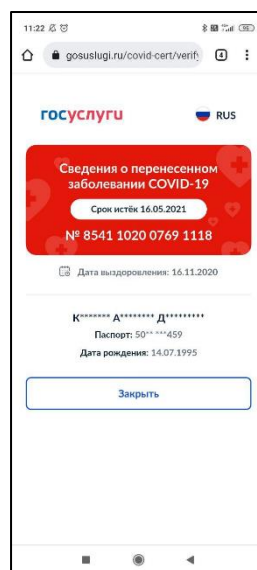 11:22
gosuslugi.ru/covid-cert/verify
4
госуслуги RUS
Сведения о перенесенном
заболевании COVID-19
Срок истёк 16.05.2021
№ 8541 1020 0769 1118
Дата выздоровления: 16.11.2020
К******* А******** Д*********
Паспорт: 50** ***459
Дата рождения: 14.07.1995
Закрыть